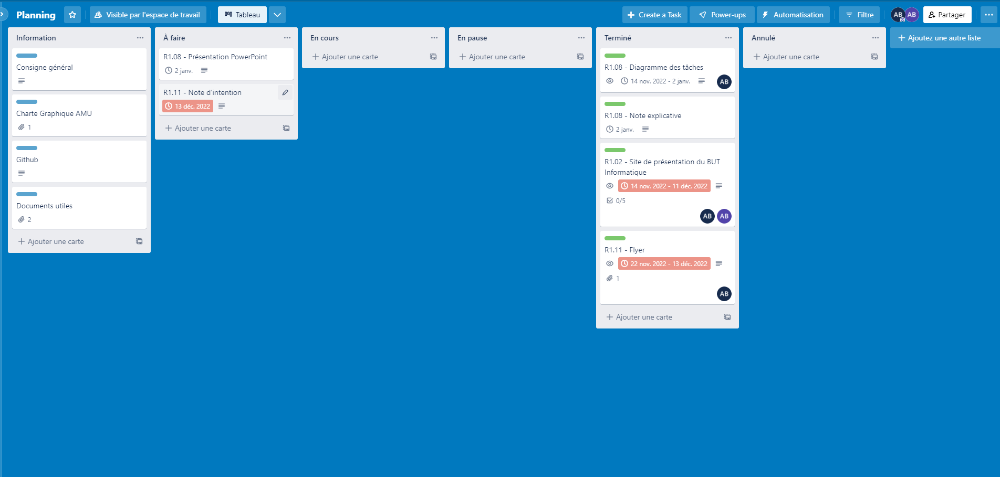 Planning
Visible par l'espace de travail
Tableau
Create a Task
Power-ups
Automatisation
Filtre
AB
AB
Partager
Information
Consigne général
Charte Graphique AMU
1
Github
Documents utiles
2
Ajouter une carte
À faire
R1.08 - Présentation PowerPoint
2 janv.
R1.11 - Note d'intention
13 déc. 2022
Ajouter une carte
En cours
Ajouter une carte
En pause
Ajouter une carte
Terminé
R1.08 - Diagramme des tâches
14 nov. 2022 - 2 janv.
AB
R1.08 - Note explicative
2 janv.
R1.02 - Site de présentation du BUT
Informatique
14 nov. 2022 - 11 déc. 2022
0/5
AB
AB
R1.11 - Flyer
22 nov. 2022 - 13 déc. 2022
1
AB
Ajouter une carte
Annulé
Ajouter une carte
Ajoutez une autre liste